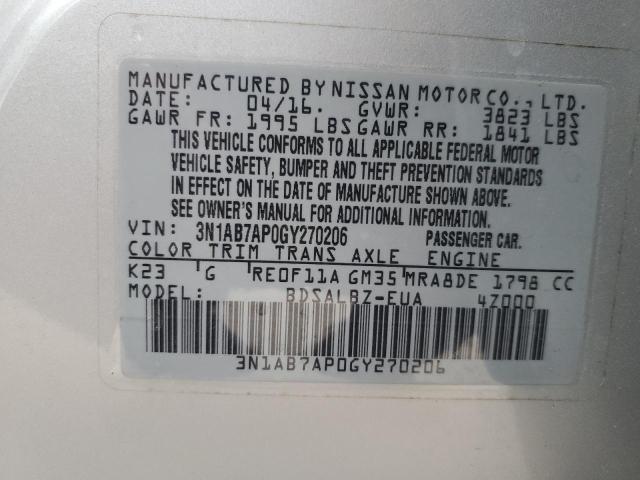 MANUFACTURED BY NISSAN MOTOR CO., LTD.
DATE: 04/16. GVWR: 3823 LBS
GAWR FR: 1995 LBS GAWR RR: 1841 LBS
THIS VEHICLE CONFORMS TO ALL APPLICABLE FEDERAL MOTOR
VEHICLE SAFETY, BUMPER AND THEFT PREVENTION STANDARDS
IN EFFECT ON THE DATE OF MANUFACTURE SHOWN ABOVE.
SEE OWNER'S MANUAL FOR ADDITIONAL INFORMATION.
VIN: 3N1AB7AP0GY270206 PASSENGER CAR.
COLOR TRIM TRANS AXLE ENGINE
K23 G RE0F11A GM35 MRA8DE 1798 CC
MODEL: BDSALBZ-EUA 4Z000
3N1AB7AP0GY270206